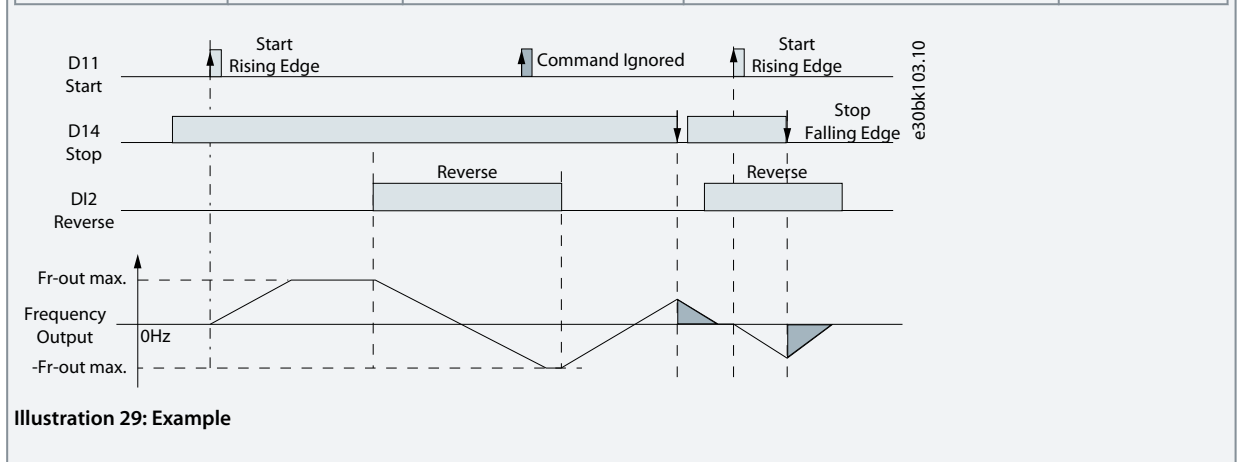 Start
Rising Edge
Command Ignored
Start
Rising Edge
D11
Start
Stop
Falling Edge
D14
Stop
e30bk103.10
Reverse
Reverse
DI2
Reverse
Fr-out max.
Frequency
Output
0Hz
-Fr-out max.
Illustration 29: Example